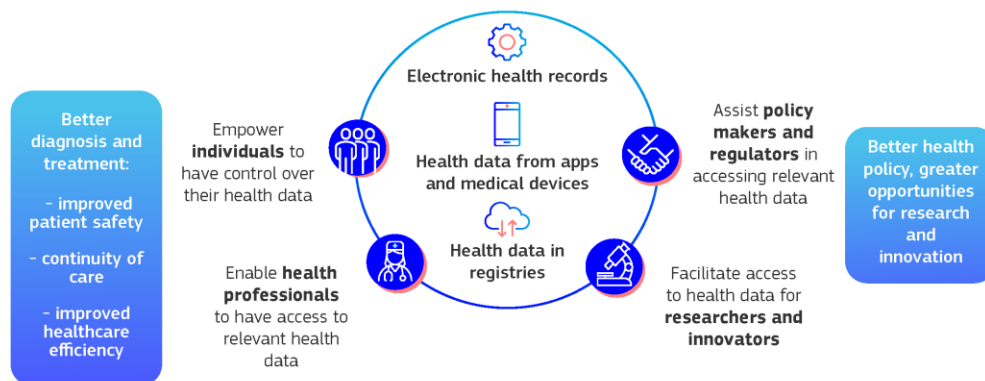 Better
diagnosis and
treatment:
– improved
patient safety
– continuity of
care
– improved
healthcare
efficiency
Empower
individuals to
have control over
their health data
Enable health
professionals
to have access to
relevant health
data
Electronic health records
Health data from apps
and medical devices
Health data in
registries
Assist policy
makers and
regulators in
accessing relevant
health data
Facilitate access
to health data for
researchers and
innovators
Better health
policy, greater
opportunities
for research
and
innovation